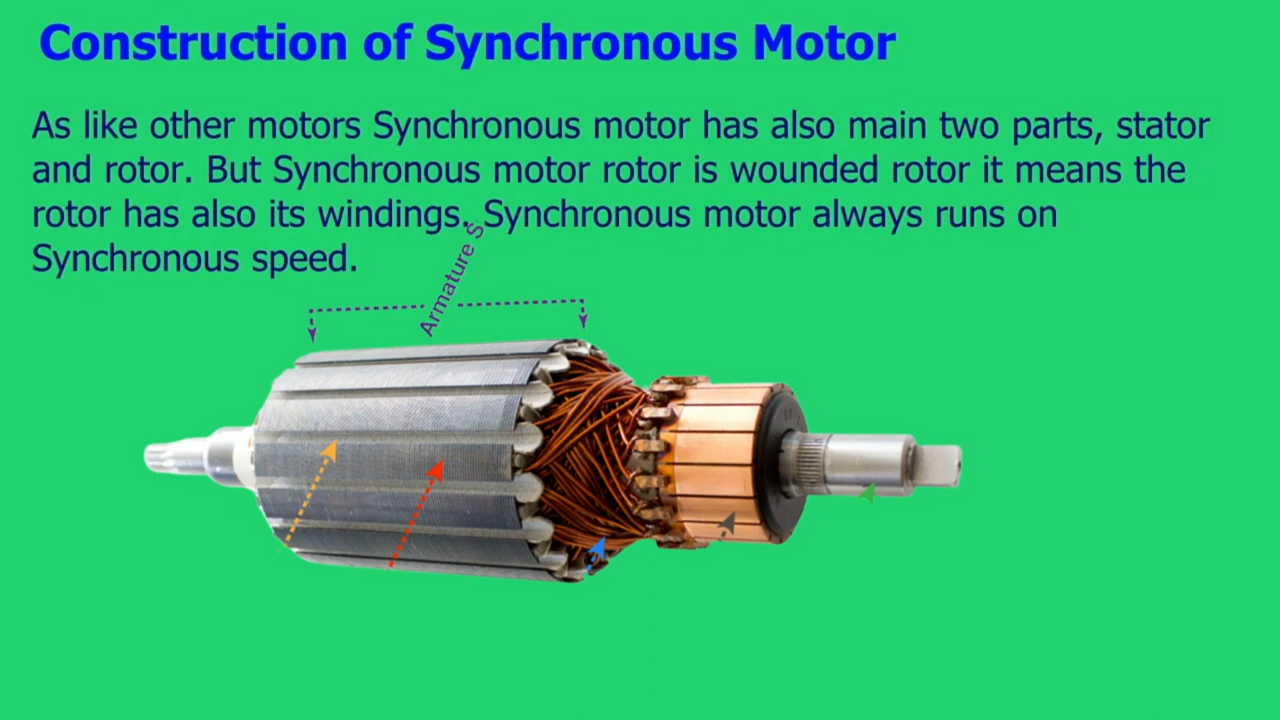 Construction of Synchronous Motor
As like other motors Synchronous motor has also main two parts, stator
and rotor. But Synchronous motor rotor is wounded rotor it means the
rotor has also its windings. Synchronous motor always runs on
Synchronous speed.
Armature S